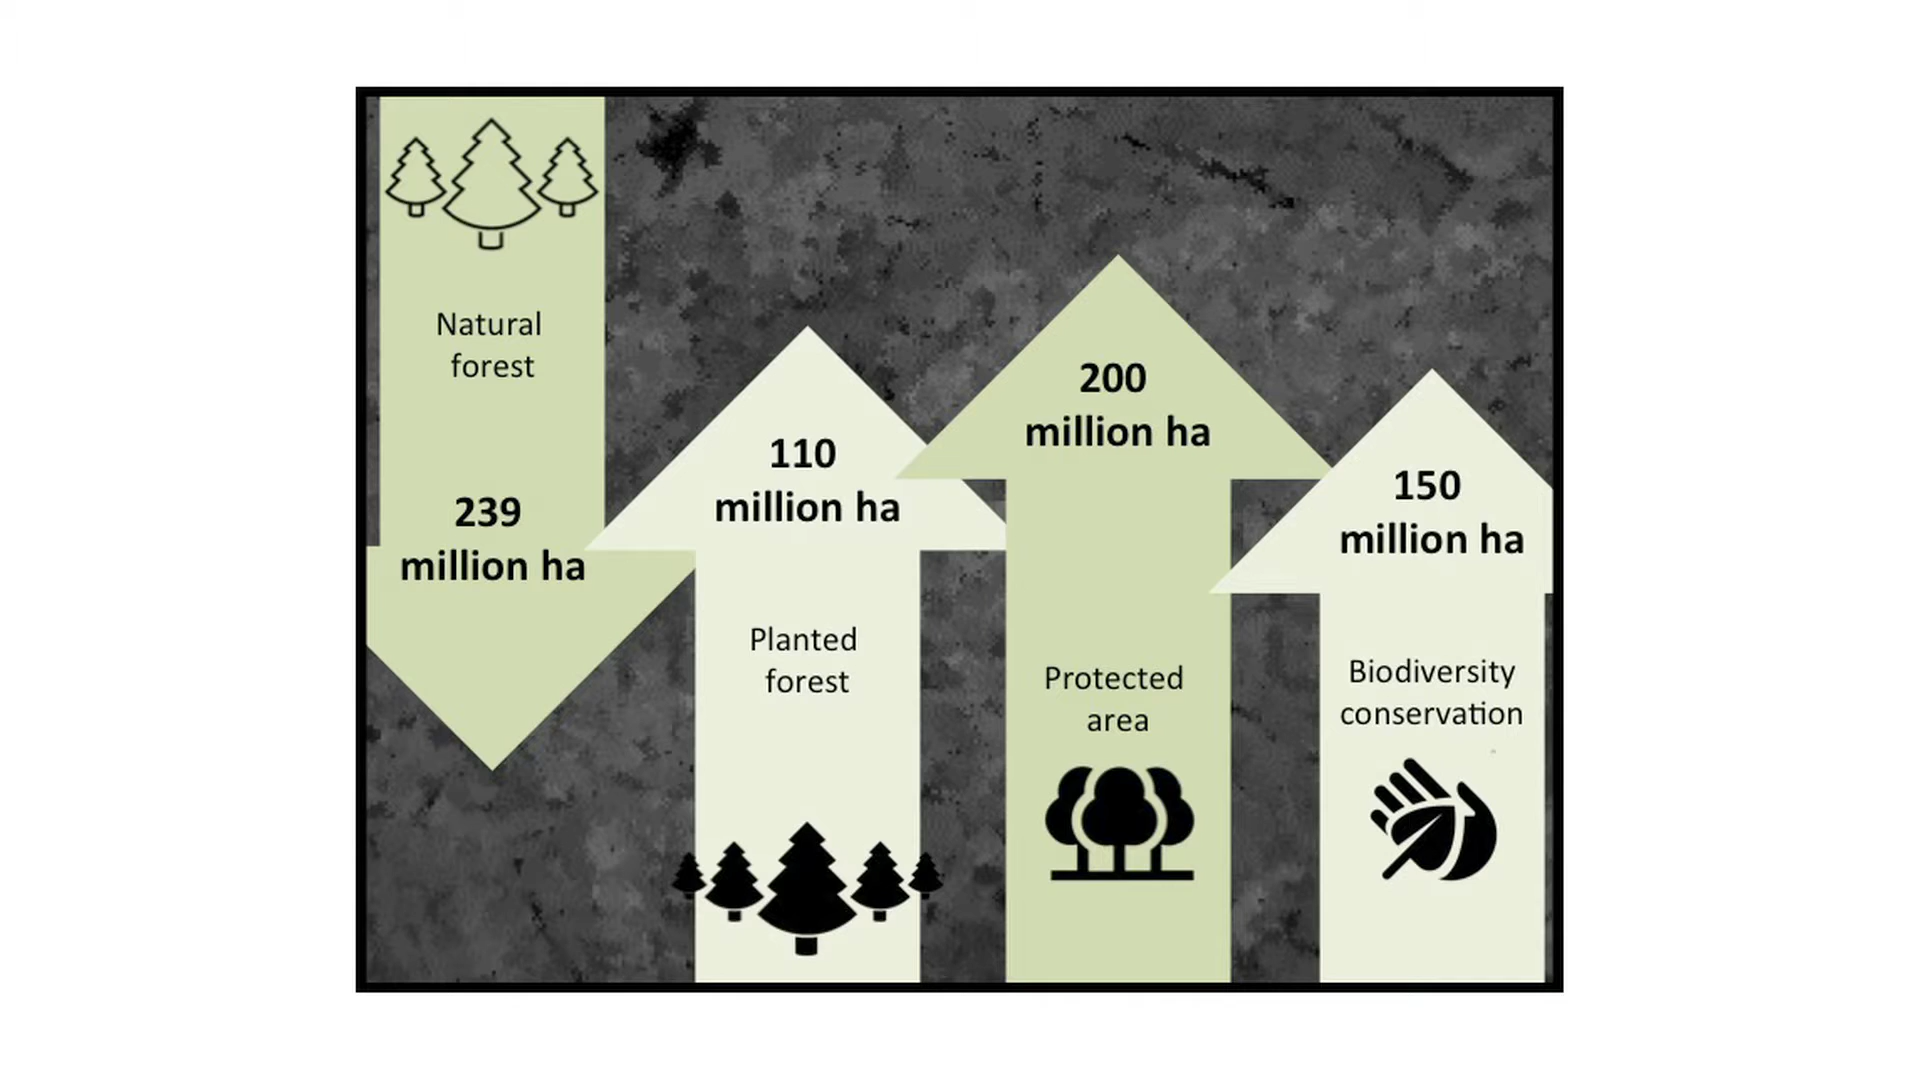 Natural
forest
239
million ha
110
million ha
Planted
forest
200
million ha
Protected
area
150
million ha
Biodiversity
conservation